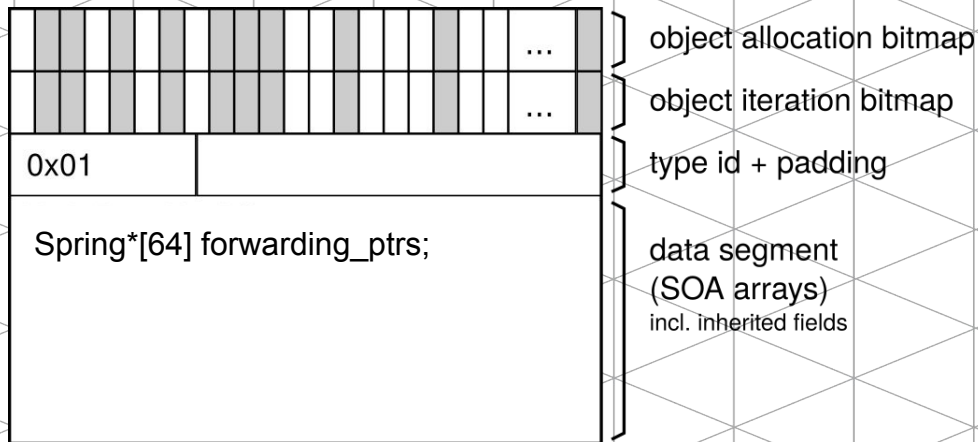 ...
object allocation bitmap
...
object iteration bitmap
0x01
type id + padding
Spring*[64] forwarding_ptrs;
data segment
(SOA arrays)
incl. inherited fields